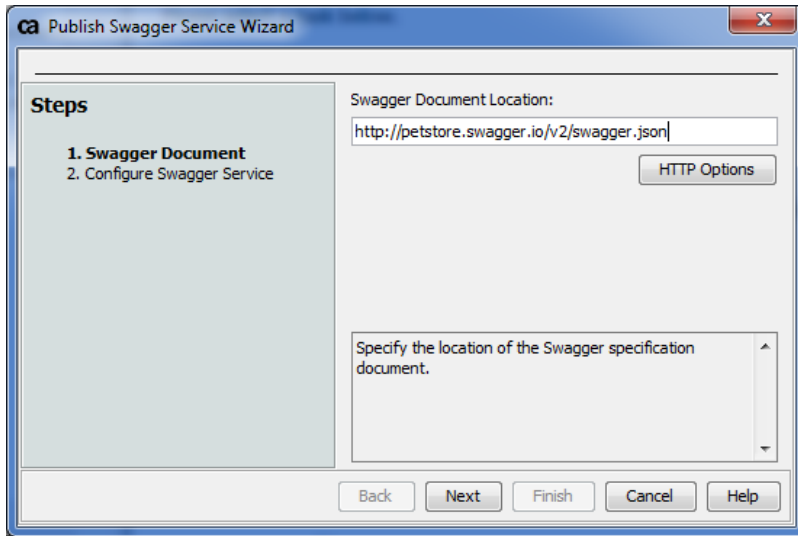 ca Publish Swagger Service Wizard
Steps
1. Swagger Document
2. Configure Swagger Service
Swagger Document Location:
http://petstore.swagger.io/v2/swagger.json
HTTP Options
Specify the location of the Swagger specification
document.
Back Next Finish Cancel Help